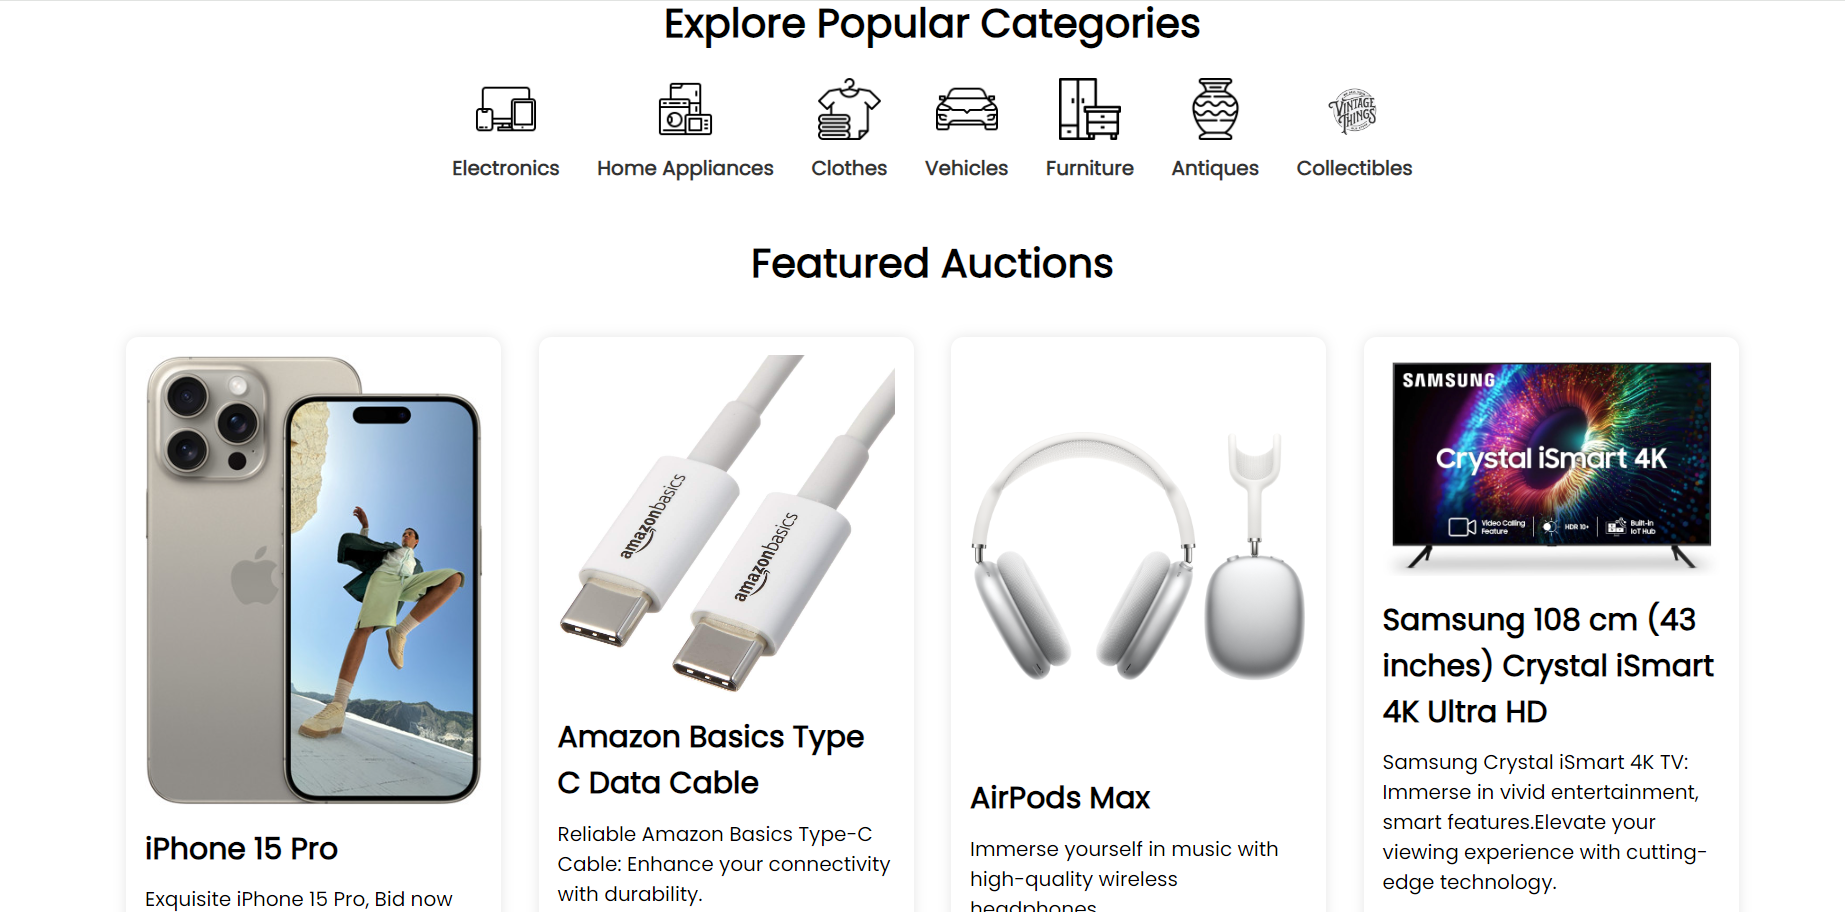 Explore Popular Categories
VINTAGE
THINGS
Electronics
Home Appliances
Clothes
Vehicles
Furniture
Antiques
Collectibles
Featured Auctions
iPhone 15 Pro
Exquisite iPhone 15 Pro, Bid now
amazonbasics
amazonbasics
Amazon Basics Type
C Data Cable
Reliable Amazon Basics Type-C
Cable: Enhance your connectivity
with durability.
AirPods Max
Immerse yourself in music with
high-quality wireless
headphones
SAMSUNG
Crystal iSmart 4K
Video Calling
Feature
HDR 10+
Built-in
IoT Hub
Samsung 108 cm (43
inches) Crystal iSmart
4K Ultra HD
Samsung Crystal iSmart 4K TV:
Immerse in vivid entertainment,
smart features.Elevate your
viewing experience with cutting-
edge technology.